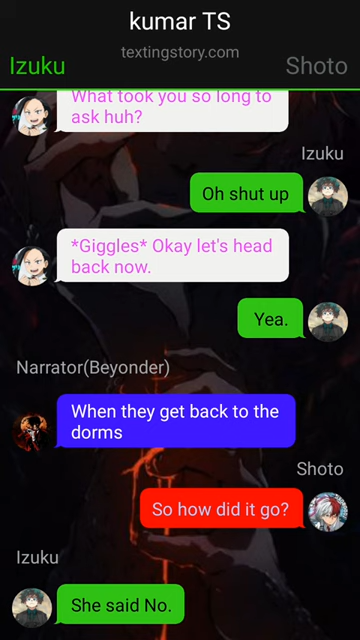 kumar TS
textingstory.com
Izuku
Shoto
What took you so long to
ask huh?
Izuku
Oh shut up
*Giggles* Okay let's head
back now.
Yea.
Narrator(Beyonder)
When they get back to the
dorms
Shoto
So how did it go?
Izuku
She said No.